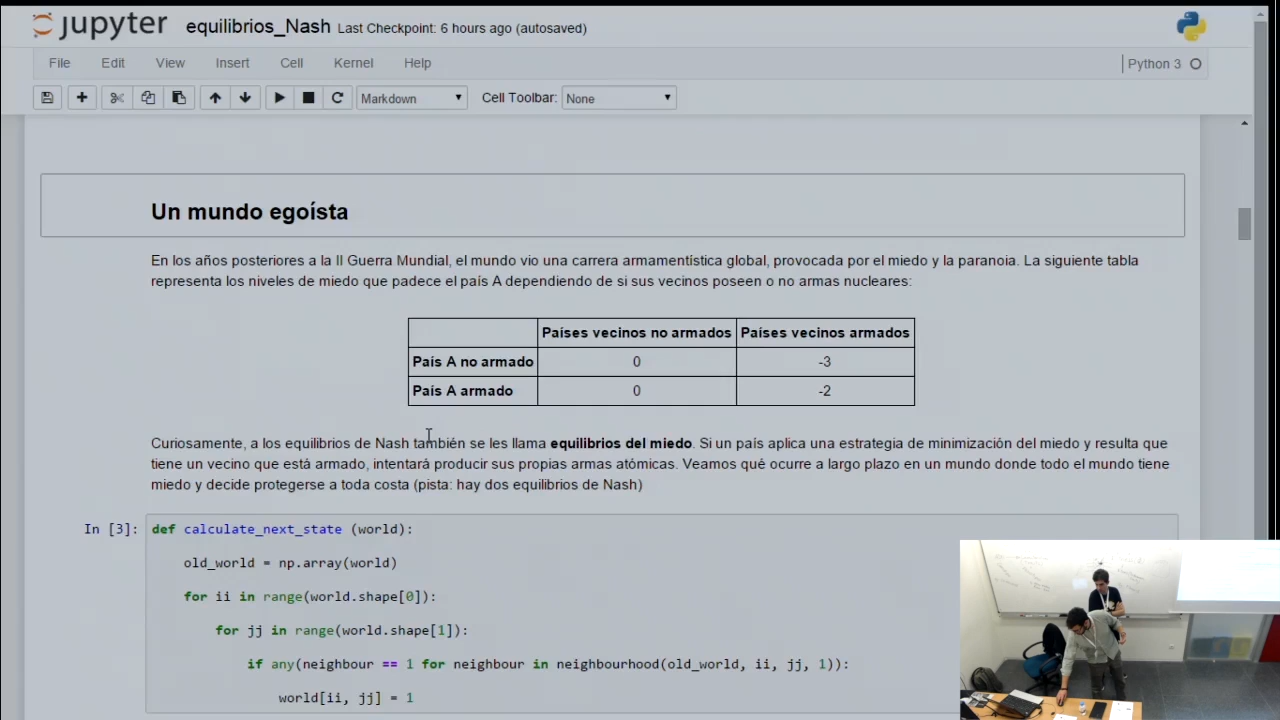 jupyter equilibrios_Nash Last Checkpoint: 6 hours ago (autosaved)
File Edit View Insert Cell Kernel Help Python 3
Markdown Cell Toolbar: None
Un mundo egoísta
En los años posteriores a la II Guerra Mundial, el mundo vio una carrera armamentística global, provocada por el miedo y la paranoia. La siguiente tabla
representa los niveles de miedo que padece el país A dependiendo de si sus vecinos poseen o no armas nucleares:
Países vecinos no armados Países vecinos armados
País A no armado 0 -3
País A armado 0 -2
Curiosamente, a los equilibrios de Nash también se les llama equilibrios del miedo. Si un país aplica una estrategia de minimización del miedo y resulta que
tiene un vecino que está armado, intentará producir sus propias armas atómicas. Veamos qué ocurre a largo plazo en un mundo donde todo el mundo tiene
miedo y decide protegerse a toda costa (pista: hay dos equilibrios de Nash)
In [3]: def calculate_next_state (world):
old_world = np.array(world)
for ii in range(world.shape[0]):
for jj in range(world.shape[1]):
if any(neighbour == 1 for neighbour in neighbourhood(old_world, ii, jj, 1)):
world[ii, jj] = 1